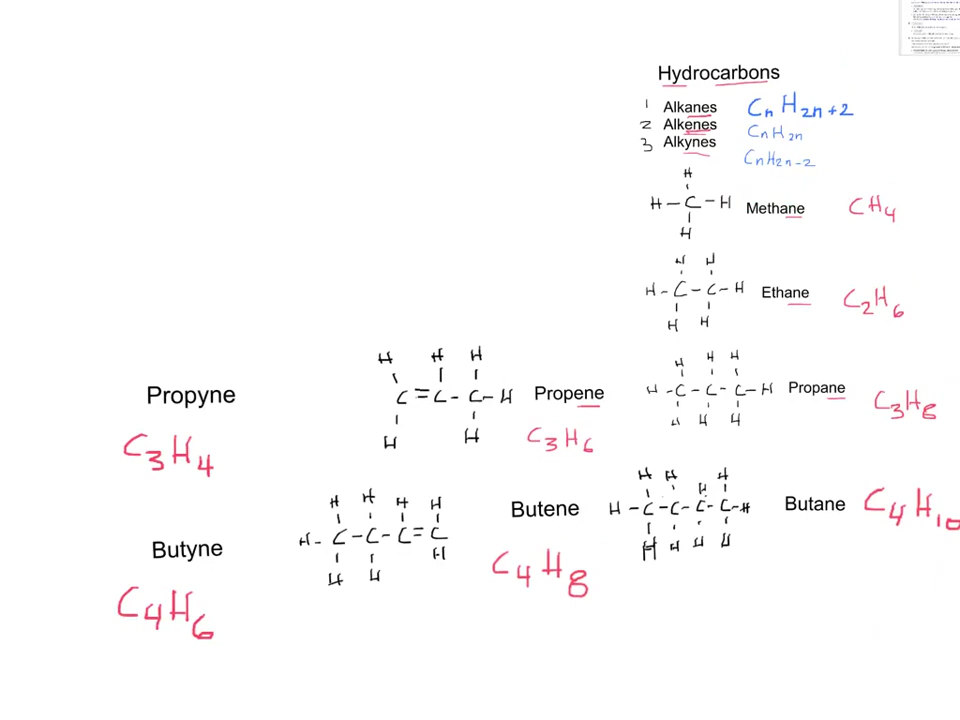 Hydrocarbons
1 Alkanes CnH2n+2
2 Alkenes CnH2n
3 Alkynes CnH2n-2
H
H-C-H Methane CH4
H
H H
H-C-C-H Ethane C2H6
H H
H H H
H-C-C-C-H Propane C3H8
H H H
H H H
C=C-C-H Propene C3H6
H H
Propyne
C3H4
H H H H
H-C-C-C-C-H Butane C4H10
H H H H
H H H H
H-C-C-C=C Butene C4H8
H H H
Butyne
C4H6